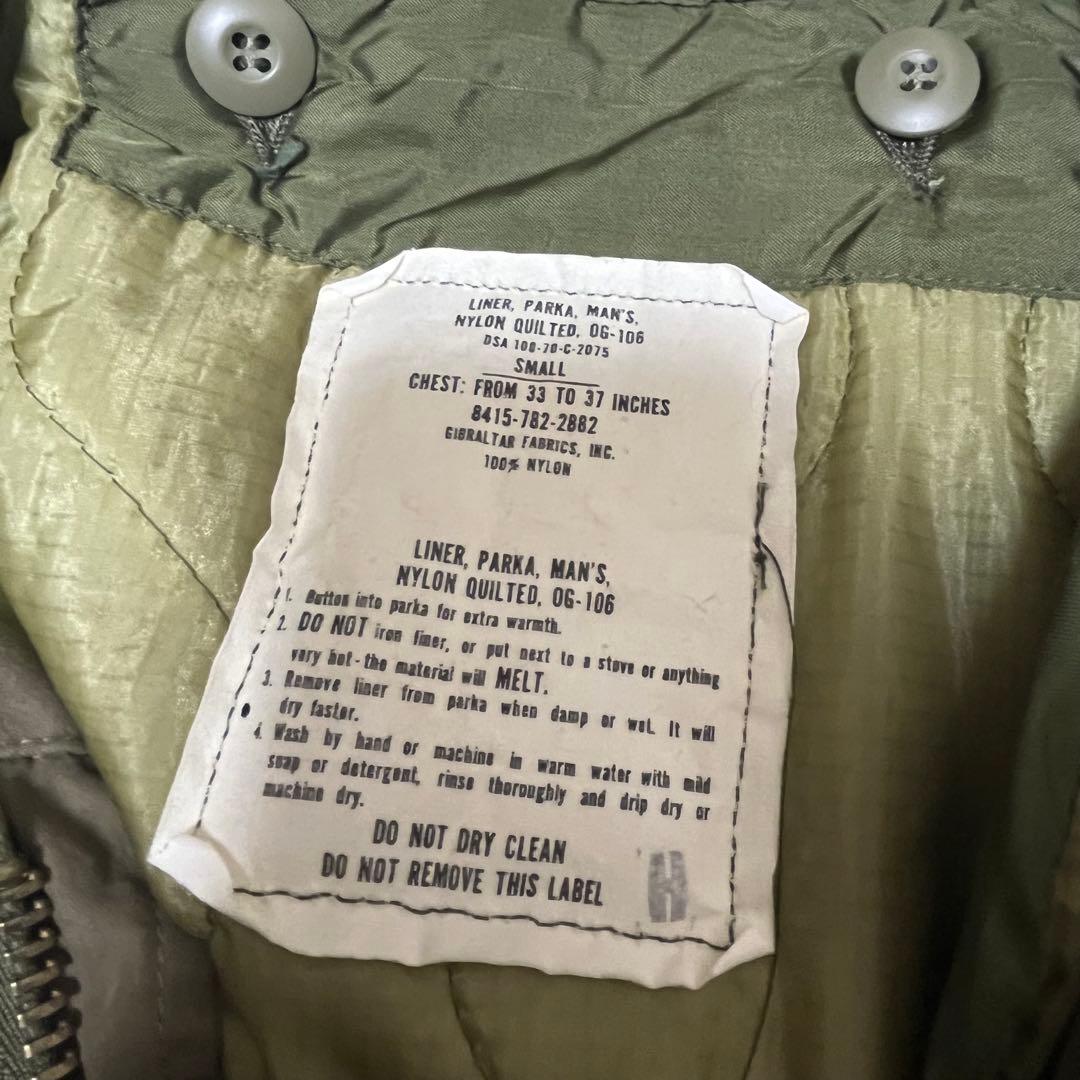 LINER, PARKA, MAN'S,
NYLON QUILTED, OG-106
DSA 100-70-C-2075
SMALL
CHEST: FROM 33 TO 37 INCHES
8415-782-2882
GIBRALTAR FABRICS, INC.
100% NYLON
LINER, PARKA, MAN'S,
NYLON QUILTED, OG-106
1. Button into parka for extra warmth.
2. DO NOT iron liner, or put next to a stove or anything
very hot-the material will MELT.
3. Remove liner from parka when damp or wet. It will
dry faster.
4. Wash by hand or machine in warm water with mild
soap or detergent, rinse thoroughly and drip dry or
machine dry.
DO NOT DRY CLEAN
DO NOT REMOVE THIS LABEL
H